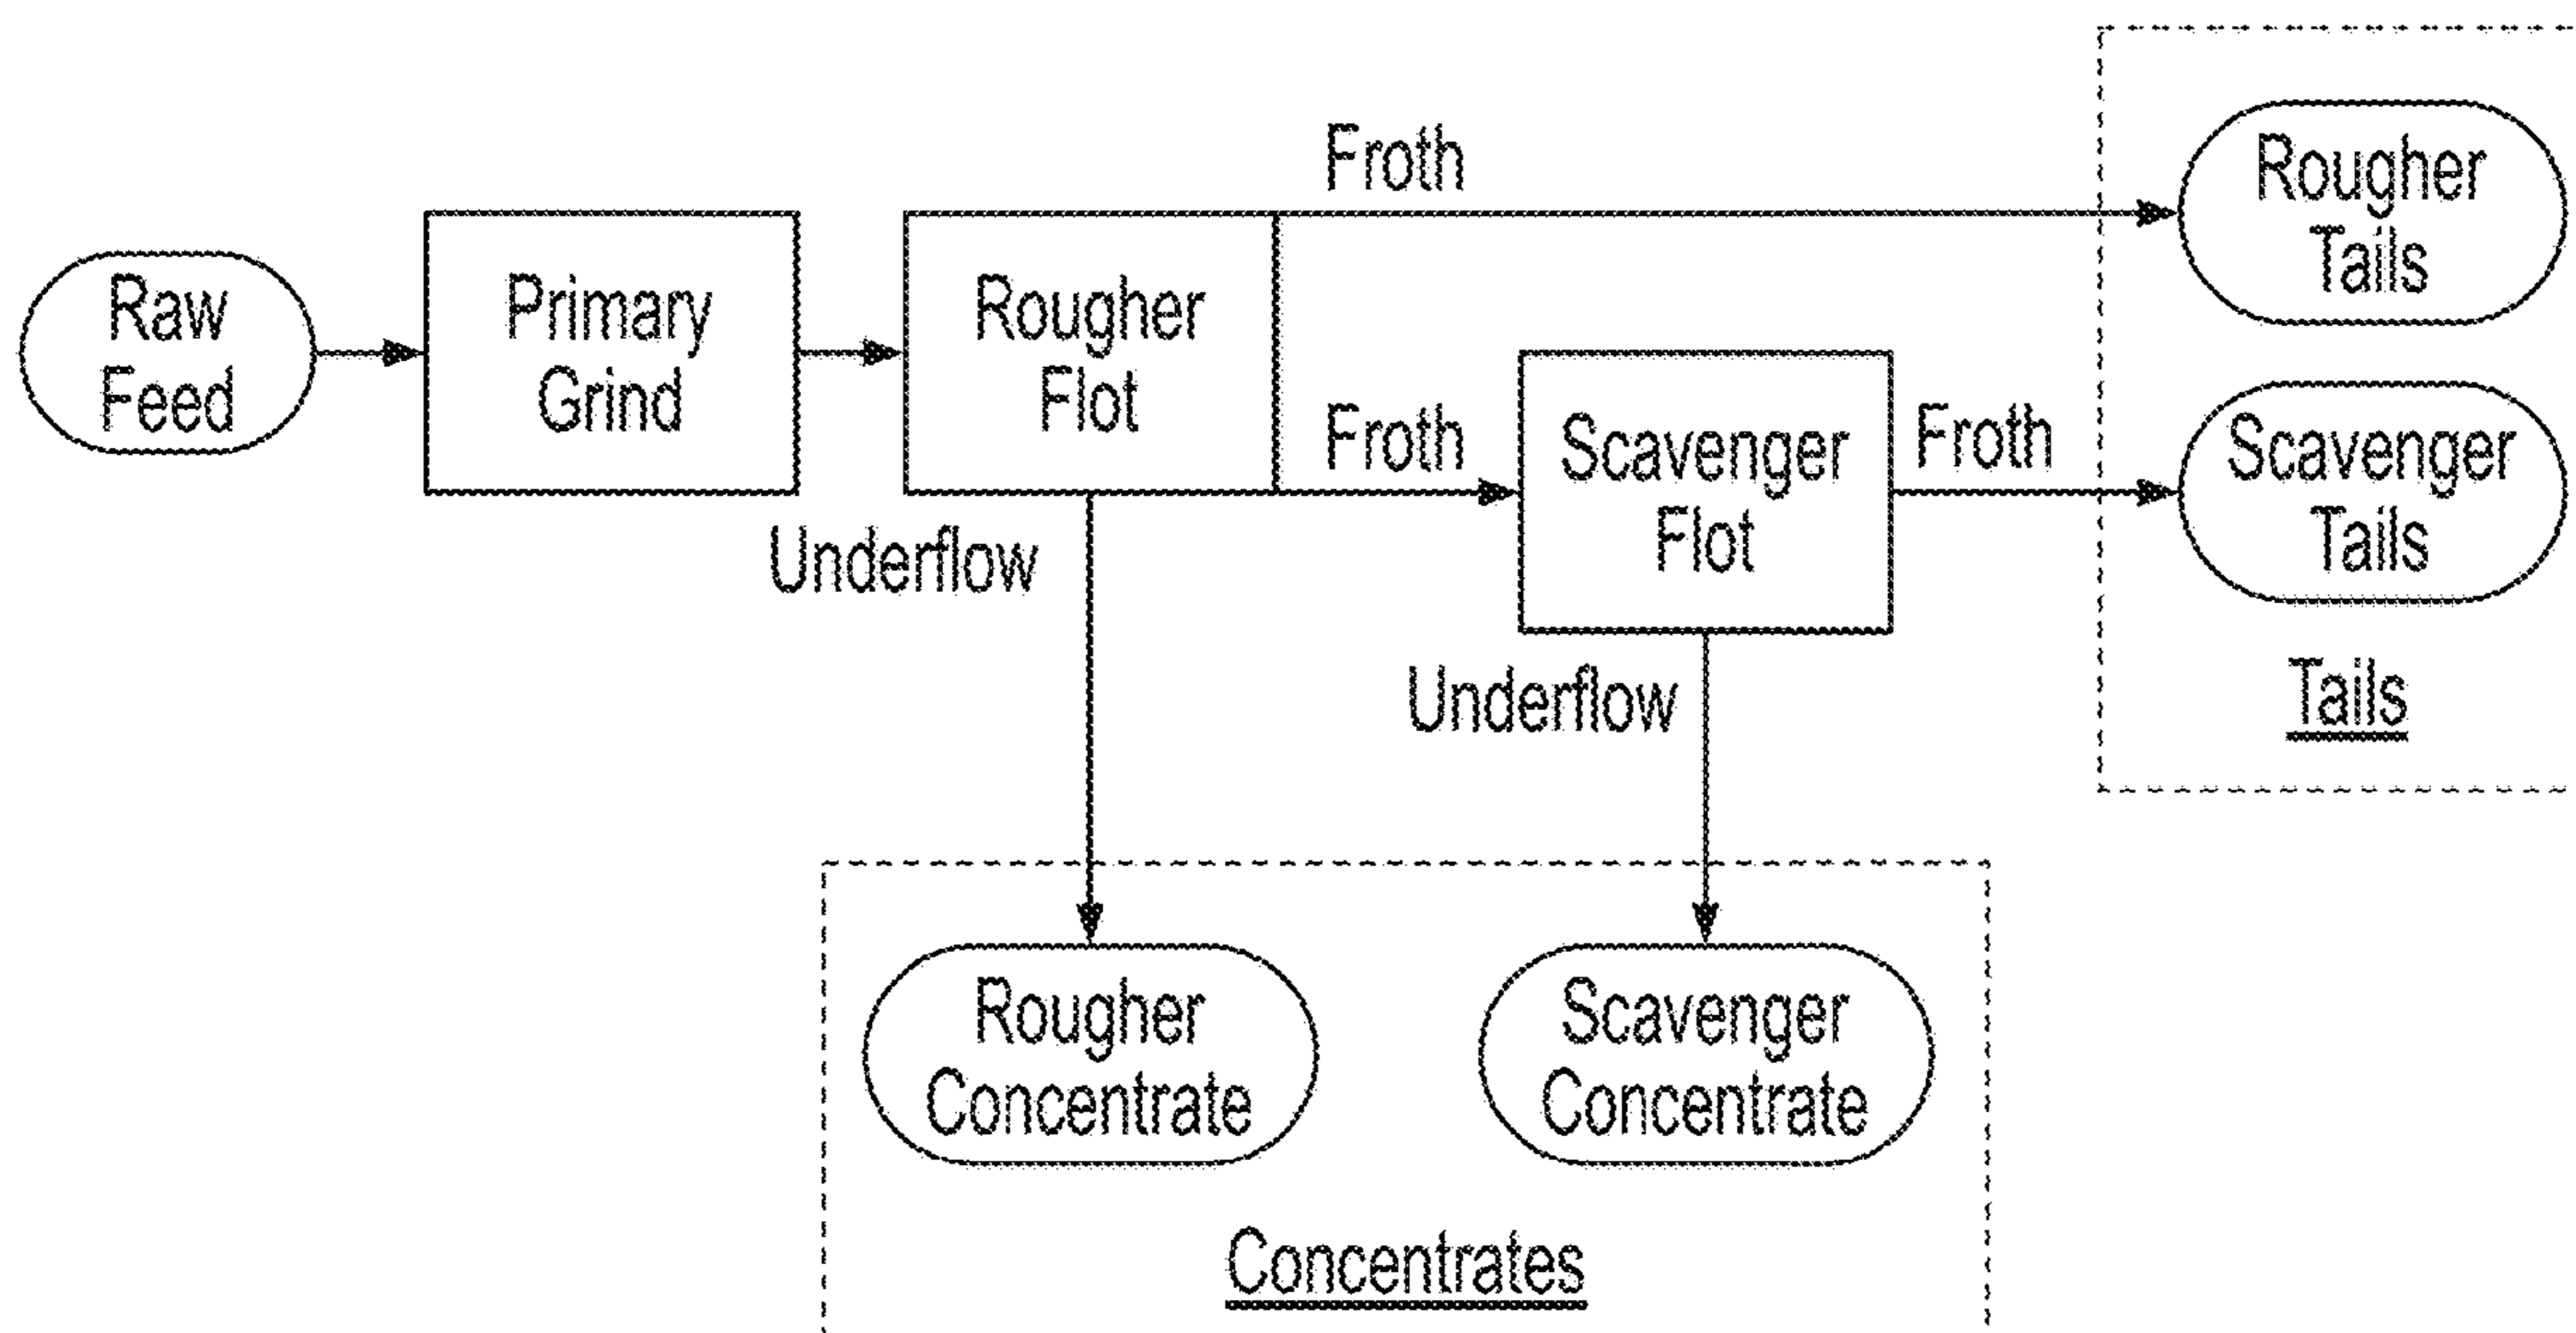 Froth
Rougher
Tails
Raw
Feed
Primary
Grind
Rougher
Flot
Froth
Scavenger
Flot
Froth
Scavenger
Tails
Underflow
Underflow
Tails
Rougher
Concentrate
Scavenger
Concentrate
Concentrates